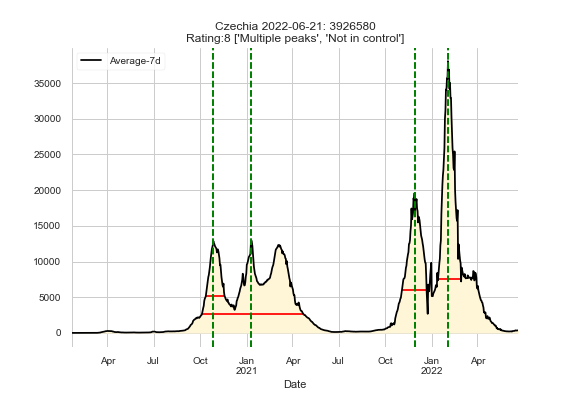 Czechia 2022-06-21: 3926580
Rating:8 ['Multiple peaks', 'Not in control']
Average-7d
35000
30000
25000
20000
15000
10000
5000
0
Apr Jul Oct Jan Apr Jul Oct Jan Apr
2021 2022
Date